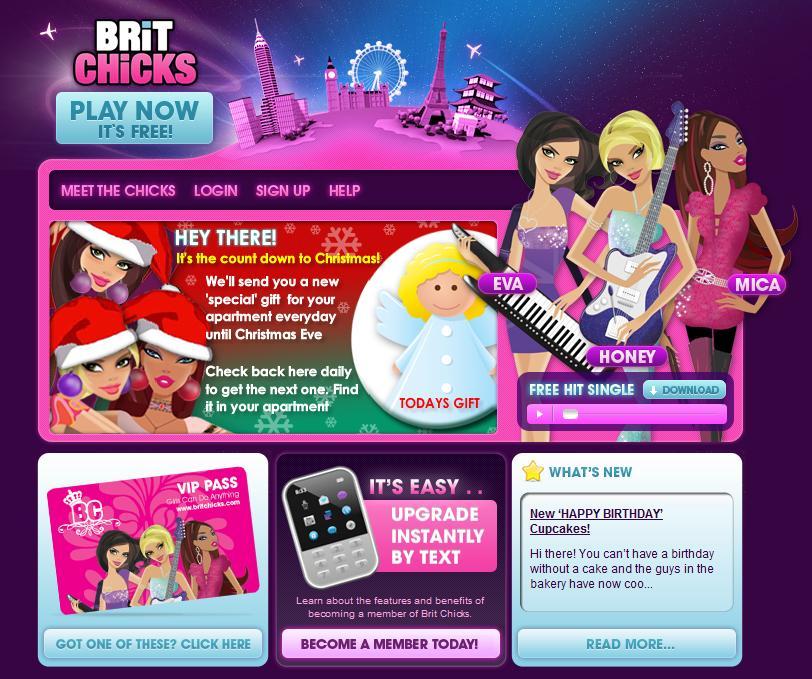 BRiT
CHiCKS
PLAY NOW
IT`S FREE!
MEET THE CHICKS LOGIN SIGN UP HELP
HEY THERE!
It's the count down to Christmas!
We'll send you a new
'special' gift for your
apartment everyday
until Christmas Eve
Check back here daily
to get the next one. Find
it in your apartment
TODAYS GIFT
EVA
MICA
HONEY
FREE HIT SINGLE DOWNLOAD
BC
VIP PASS
Girls Can Do Anything
www.britchicks.com
GOT ONE OF THESE? CLICK HERE
IT'S EASY . .
UPGRADE
INSTANTLY
BY TEXT
Learn about the features and benefits of
becoming a member of Brit Chicks.
BECOME A MEMBER TODAY!
WHAT'S NEW
New 'HAPPY BIRTHDAY'
Cupcakes!
Hi there! You can't have a birthday
without a cake and the guys in the
bakery have now coo...
READ MORE...